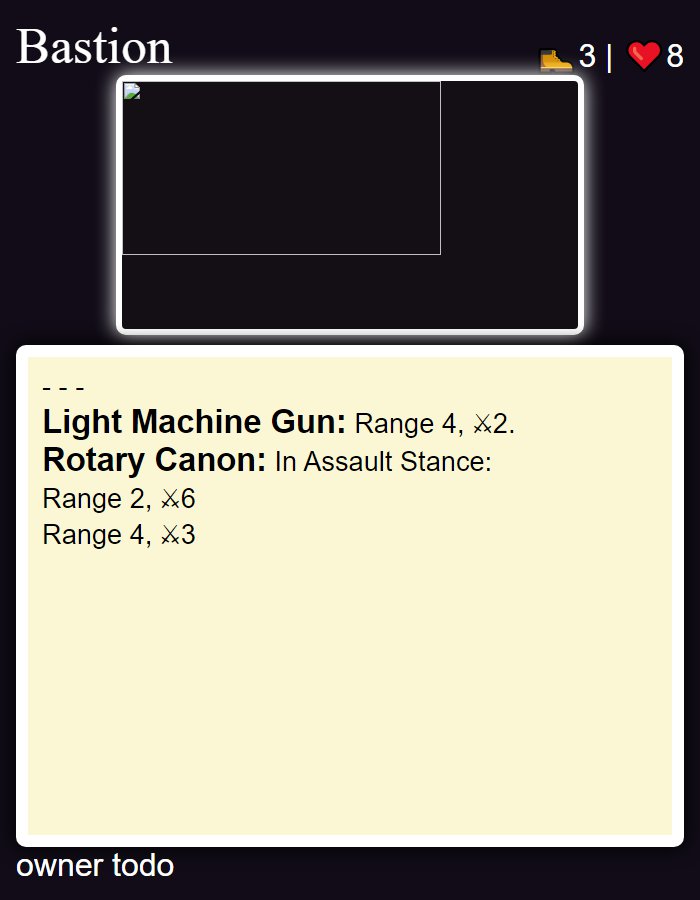 Bastion
🥾3 | ❤️8
- - -
Light Machine Gun: Range 4, ⚔2.
Rotary Canon: In Assault Stance:
Range 2, ⚔6
Range 4, ⚔3
owner todo